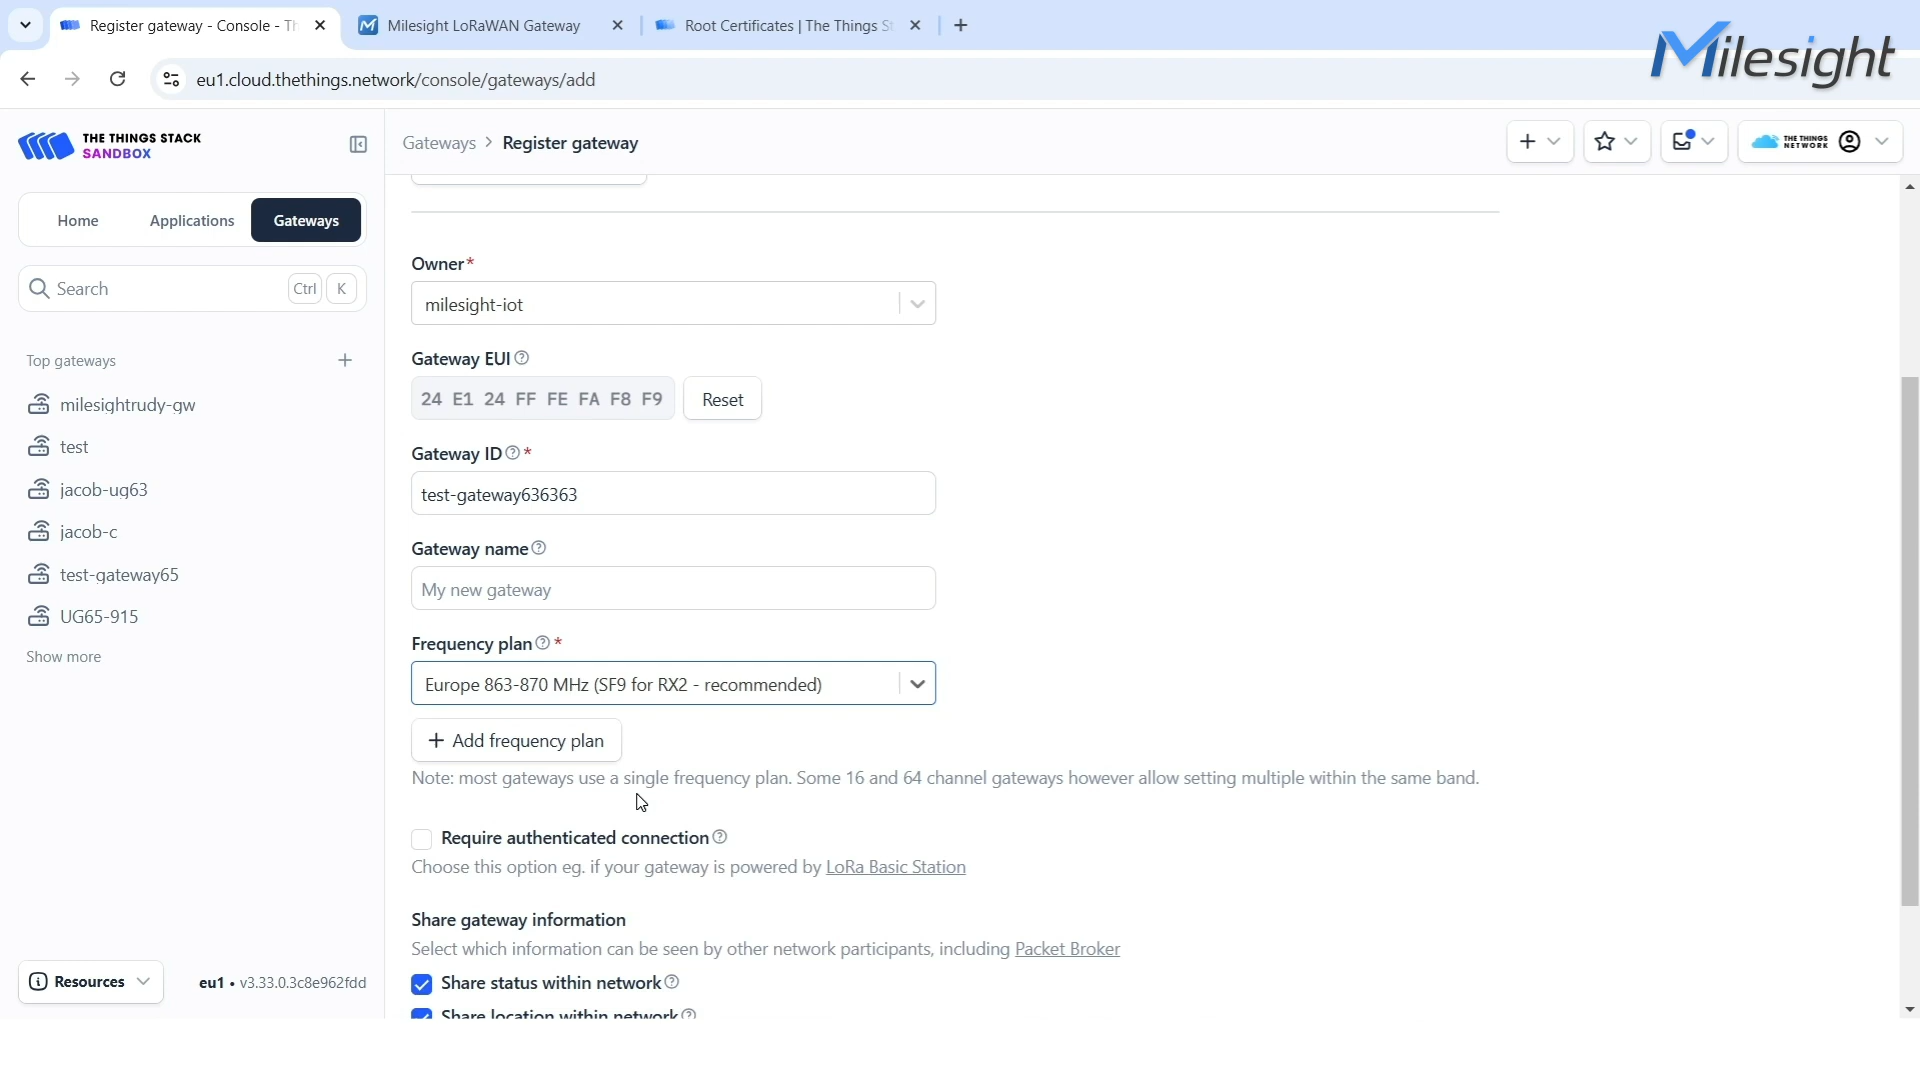 Register gateway - Console - Th
Milesight LoRaWAN Gateway
Root Certificates | The Things St
Milesight
eu1.cloud.thethings.network/console/gateways/add
THE THINGS STACK
SANDBOX
Gateways > Register gateway
THE THINGS
NETWORK
Home
Applications
Gateways
Search
Ctrl
K
Top gateways
milesightrudy-gw
test
jacob-ug63
jacob-c
test-gateway65
UG65-915
Show more
Owner*
milesight-iot
Gateway EUI
24 E1 24 FF FE FA F8 F9
Reset
Gateway ID *
test-gateway636363
Gateway name
My new gateway
Frequency plan *
Europe 863-870 MHz (SF9 for RX2 - recommended)
+ Add frequency plan
Note: most gateways use a single frequency plan. Some 16 and 64 channel gateways however allow setting multiple within the same band.
Require authenticated connection
Choose this option eg. if your gateway is powered by LoRa Basic Station
Share gateway information
Select which information can be seen by other network participants, including Packet Broker
Share status within network
Share location within network
Resources
eu1 • v3.33.0.3c8e962fdd